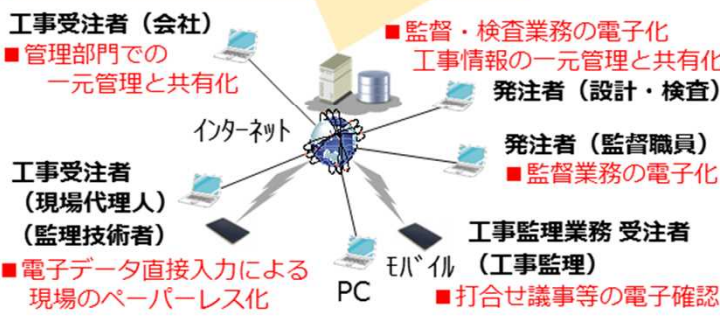 工事受注者（会社）
■管理部門での
一元管理と共有化
■監督・検査業務の電子化
工事情報の一元管理と共有化
発注者（設計・検査）
インターネット
発注者（監督職員）
■監督業務の電子化
工事受注者
（現場代理人）
（監理技術者）
■電子データ直接入力による
現場のペーパーレス化
PC
モバイル
工事監理業務 受注者
（工事監理）
■打合せ議事等の電子確認